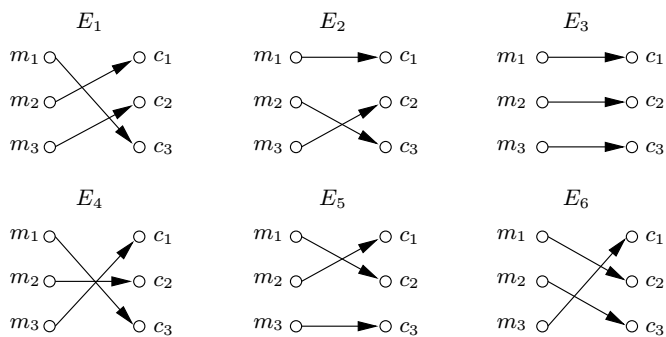 E₁ E₂ E₃
m₁ c₁ m₁ c₁ m₁ c₁
m₂ c₂ m₂ c₂ m₂ c₂
m₃ c₃ m₃ c₃ m₃ c₃
E₄ E₅ E₆
m₁ c₁ m₁ c₁ m₁ c₁
m₂ c₂ m₂ c₂ m₂ c₂
m₃ c₃ m₃ c₃ m₃ c₃